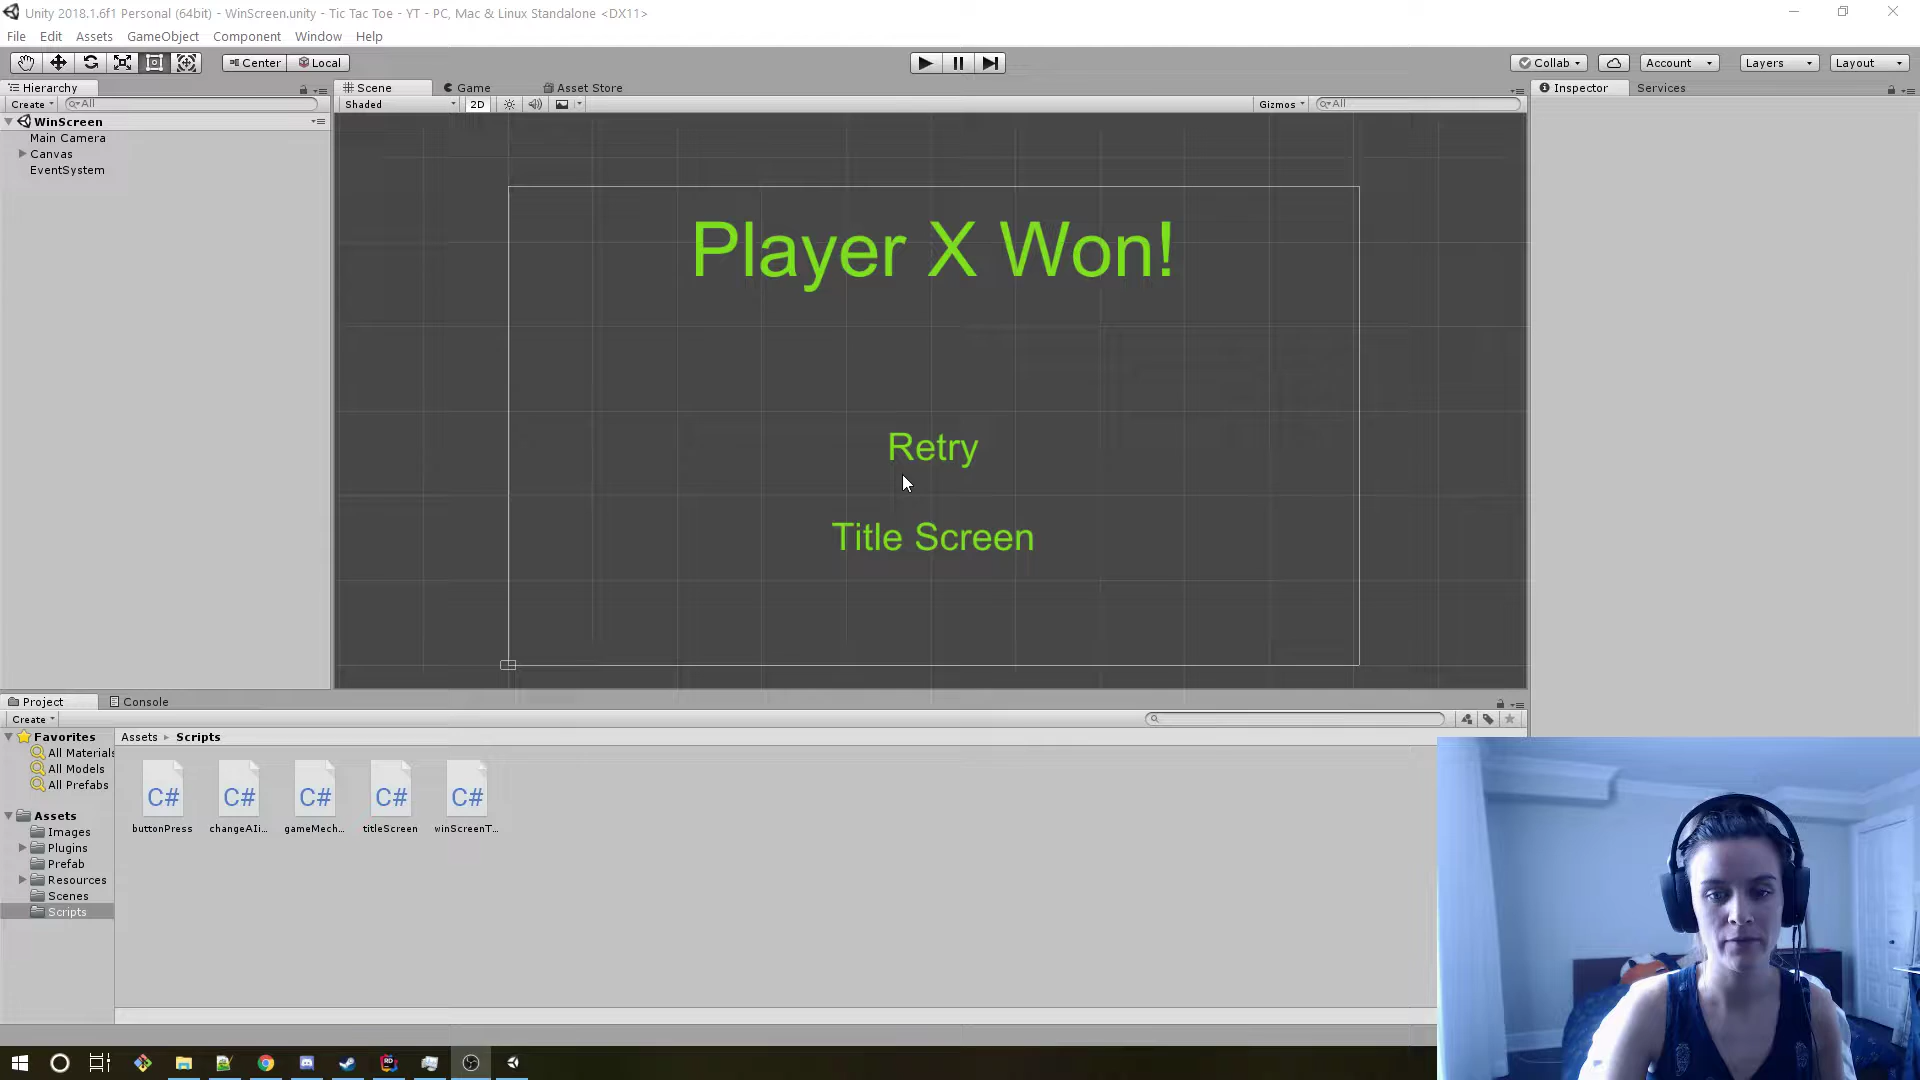 Unity 2018.1.6f1 Personal (64bit) - WinScreen.unity - Tic Tac Toe - YT - PC, Mac & Linux Standalone <DX11>
File Edit Assets GameObject Component Window Help
Center Local Collab Account Layers Layout
Hierarchy Scene Game Asset Store Inspector Services
Create All Shaded 2D Gizmos All
WinScreen
Main Camera
Canvas
EventSystem
Player X Won!
Retry
Title Screen
Project Console
Create
Favorites Assets Scripts
All Materials
All Models
All Prefabs
Assets
Images
Plugins
Prefab
Resources
Scenes
Scripts
C# C# C# C# C#
buttonPress changeAIi... gameMech... titleScreen winScreenT...
RD